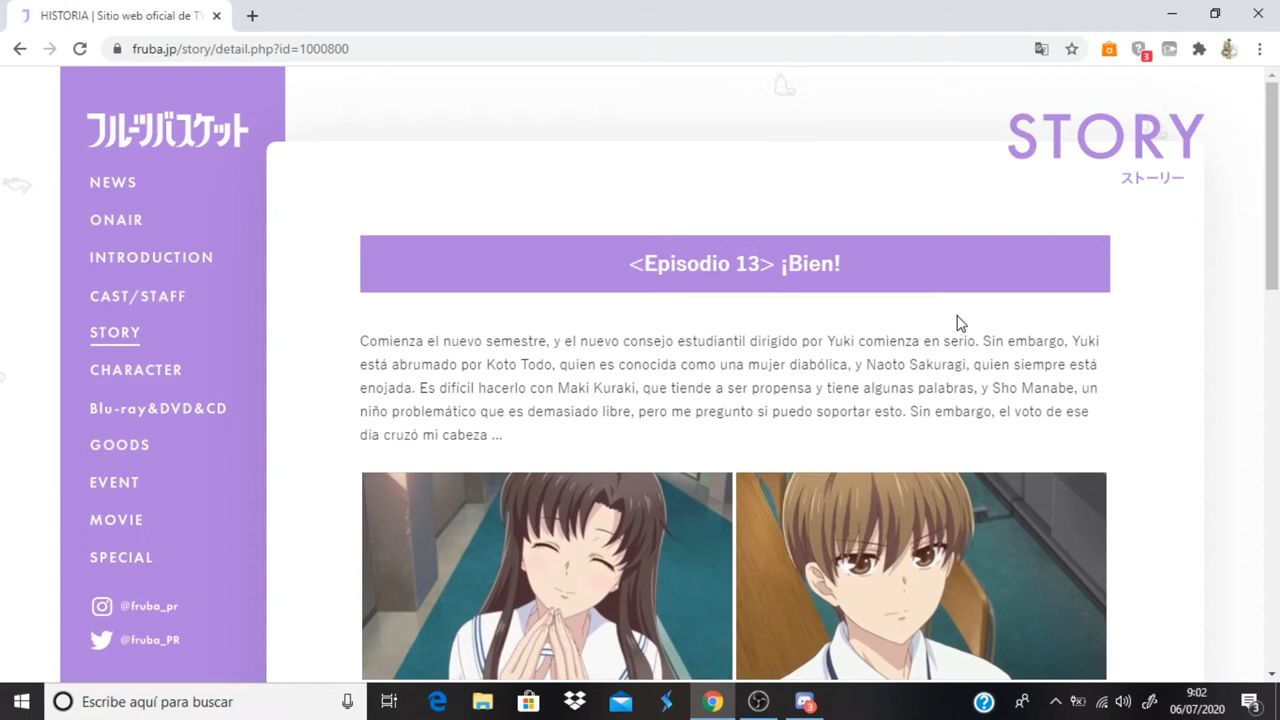 HISTORIA | Sitio web oficial de TV
fruba.jp/story/detail.php?id=1000800
3
フルーツバスケット
NEWS
ONAIR
INTRODUCTION
CAST/STAFF
STORY
CHARACTER
Blu-ray&DVD&CD
GOODS
EVENT
MOVIE
SPECIAL
@fruba_pr
@fruba_PR
STORY
ストーリー
<Episodio 13> ¡Bien!
Comienza el nuevo semestre, y el nuevo consejo estudiantil dirigido por Yuki comienza en serio. Sin embargo, Yuki
está abrumado por Koto Todo, quien es conocida como una mujer diabólica, y Naoto Sakuragi, quien siempre está
enojada. Es difícil hacerlo con Maki Kuraki, que tiende a ser propensa y tiene algunas palabras, y Sho Manabe, un
niño problemático que es demasiado libre, pero me pregunto si puedo soportar esto. Sin embargo, el voto de ese
día cruzó mi cabeza ...
Escribe aquí para buscar
3
9:02
06/07/2020
3